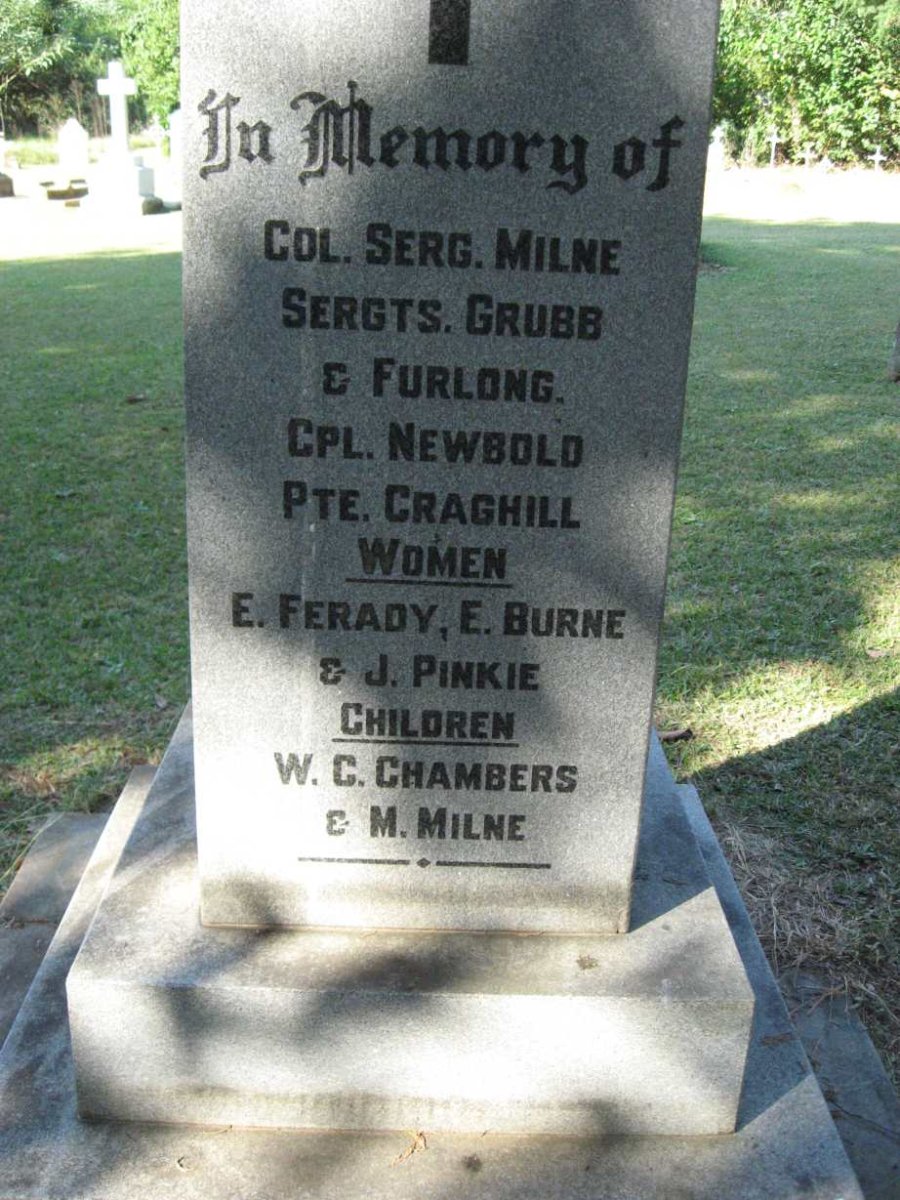 In Memory of
COL. SERG. MILNE
SERGTS. GRUBB
& FURLONG.
CPL. NEWBOLD
PTE. CRAGHILL
WOMEN
E. FERADY, E. BURNE
& J. PINKIE
CHILDREN
W. C. CHAMBERS
& M. MILNE